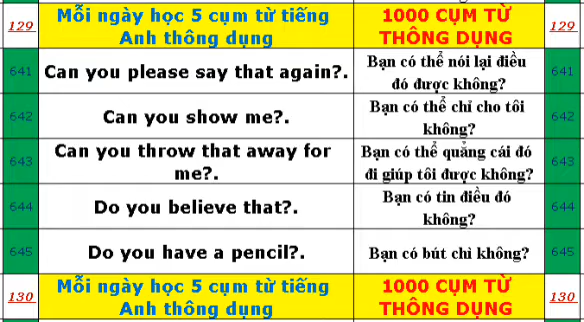 129 Mỗi ngày học 5 cụm từ tiếng Anh thông dụng 1000 CỤM TỪ THÔNG DỤNG 129
641 Can you please say that again?. Bạn có thể nói lại điều đó được không? 641
642 Can you show me?. Bạn có thể chỉ cho tôi không? 642
643 Can you throw that away for me?. Bạn có thể quẳng cái đó đi giúp tôi được không? 643
644 Do you believe that?. Bạn có tin điều đó không? 644
645 Do you have a pencil?. Bạn có bút chì không? 645
130 Mỗi ngày học 5 cụm từ tiếng Anh thông dụng 1000 CỤM TỪ THÔNG DỤNG 130